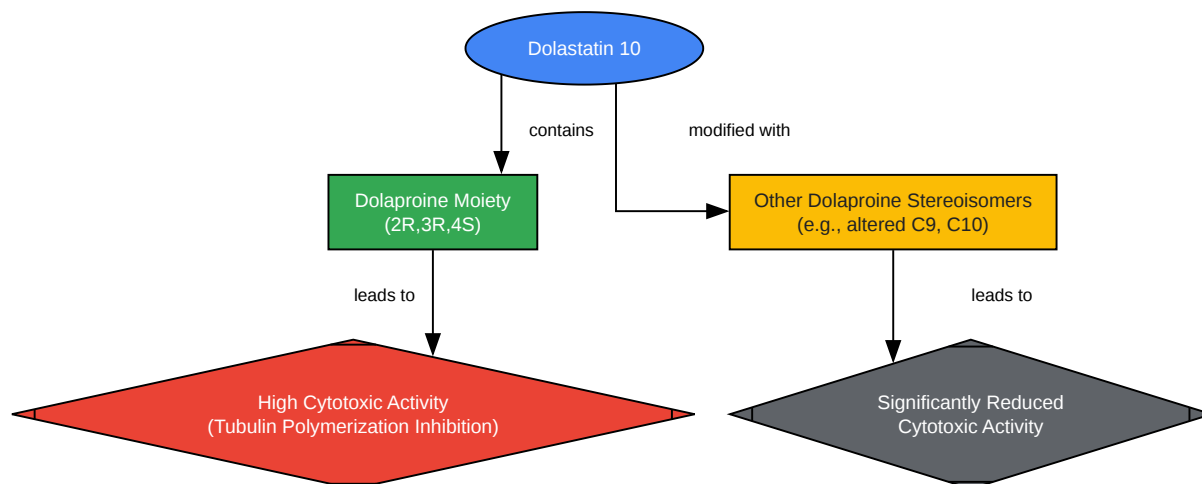 Dolastatin 10
contains
modified with
Dolaproine Moiety
(2R,3R,4S)
Other Dolaproine Stereoisomers
(e.g., altered C9, C10)
leads to
leads to
High Cytotoxic Activity
(Tubulin Polymerization Inhibition)
Significantly Reduced
Cytotoxic Activity